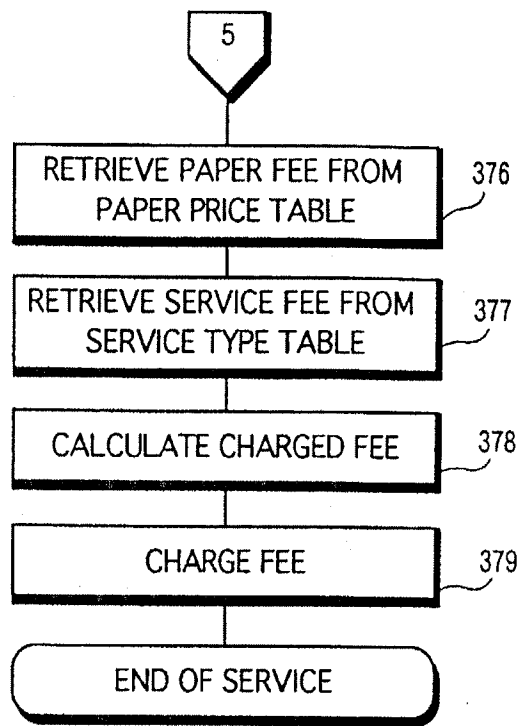 5
RETRIEVE PAPER FEE FROM
PAPER PRICE TABLE
376
RETRIEVE SERVICE FEE FROM
SERVICE TYPE TABLE
377
CALCULATE CHARGED FEE
378
CHARGE FEE
379
END OF SERVICE